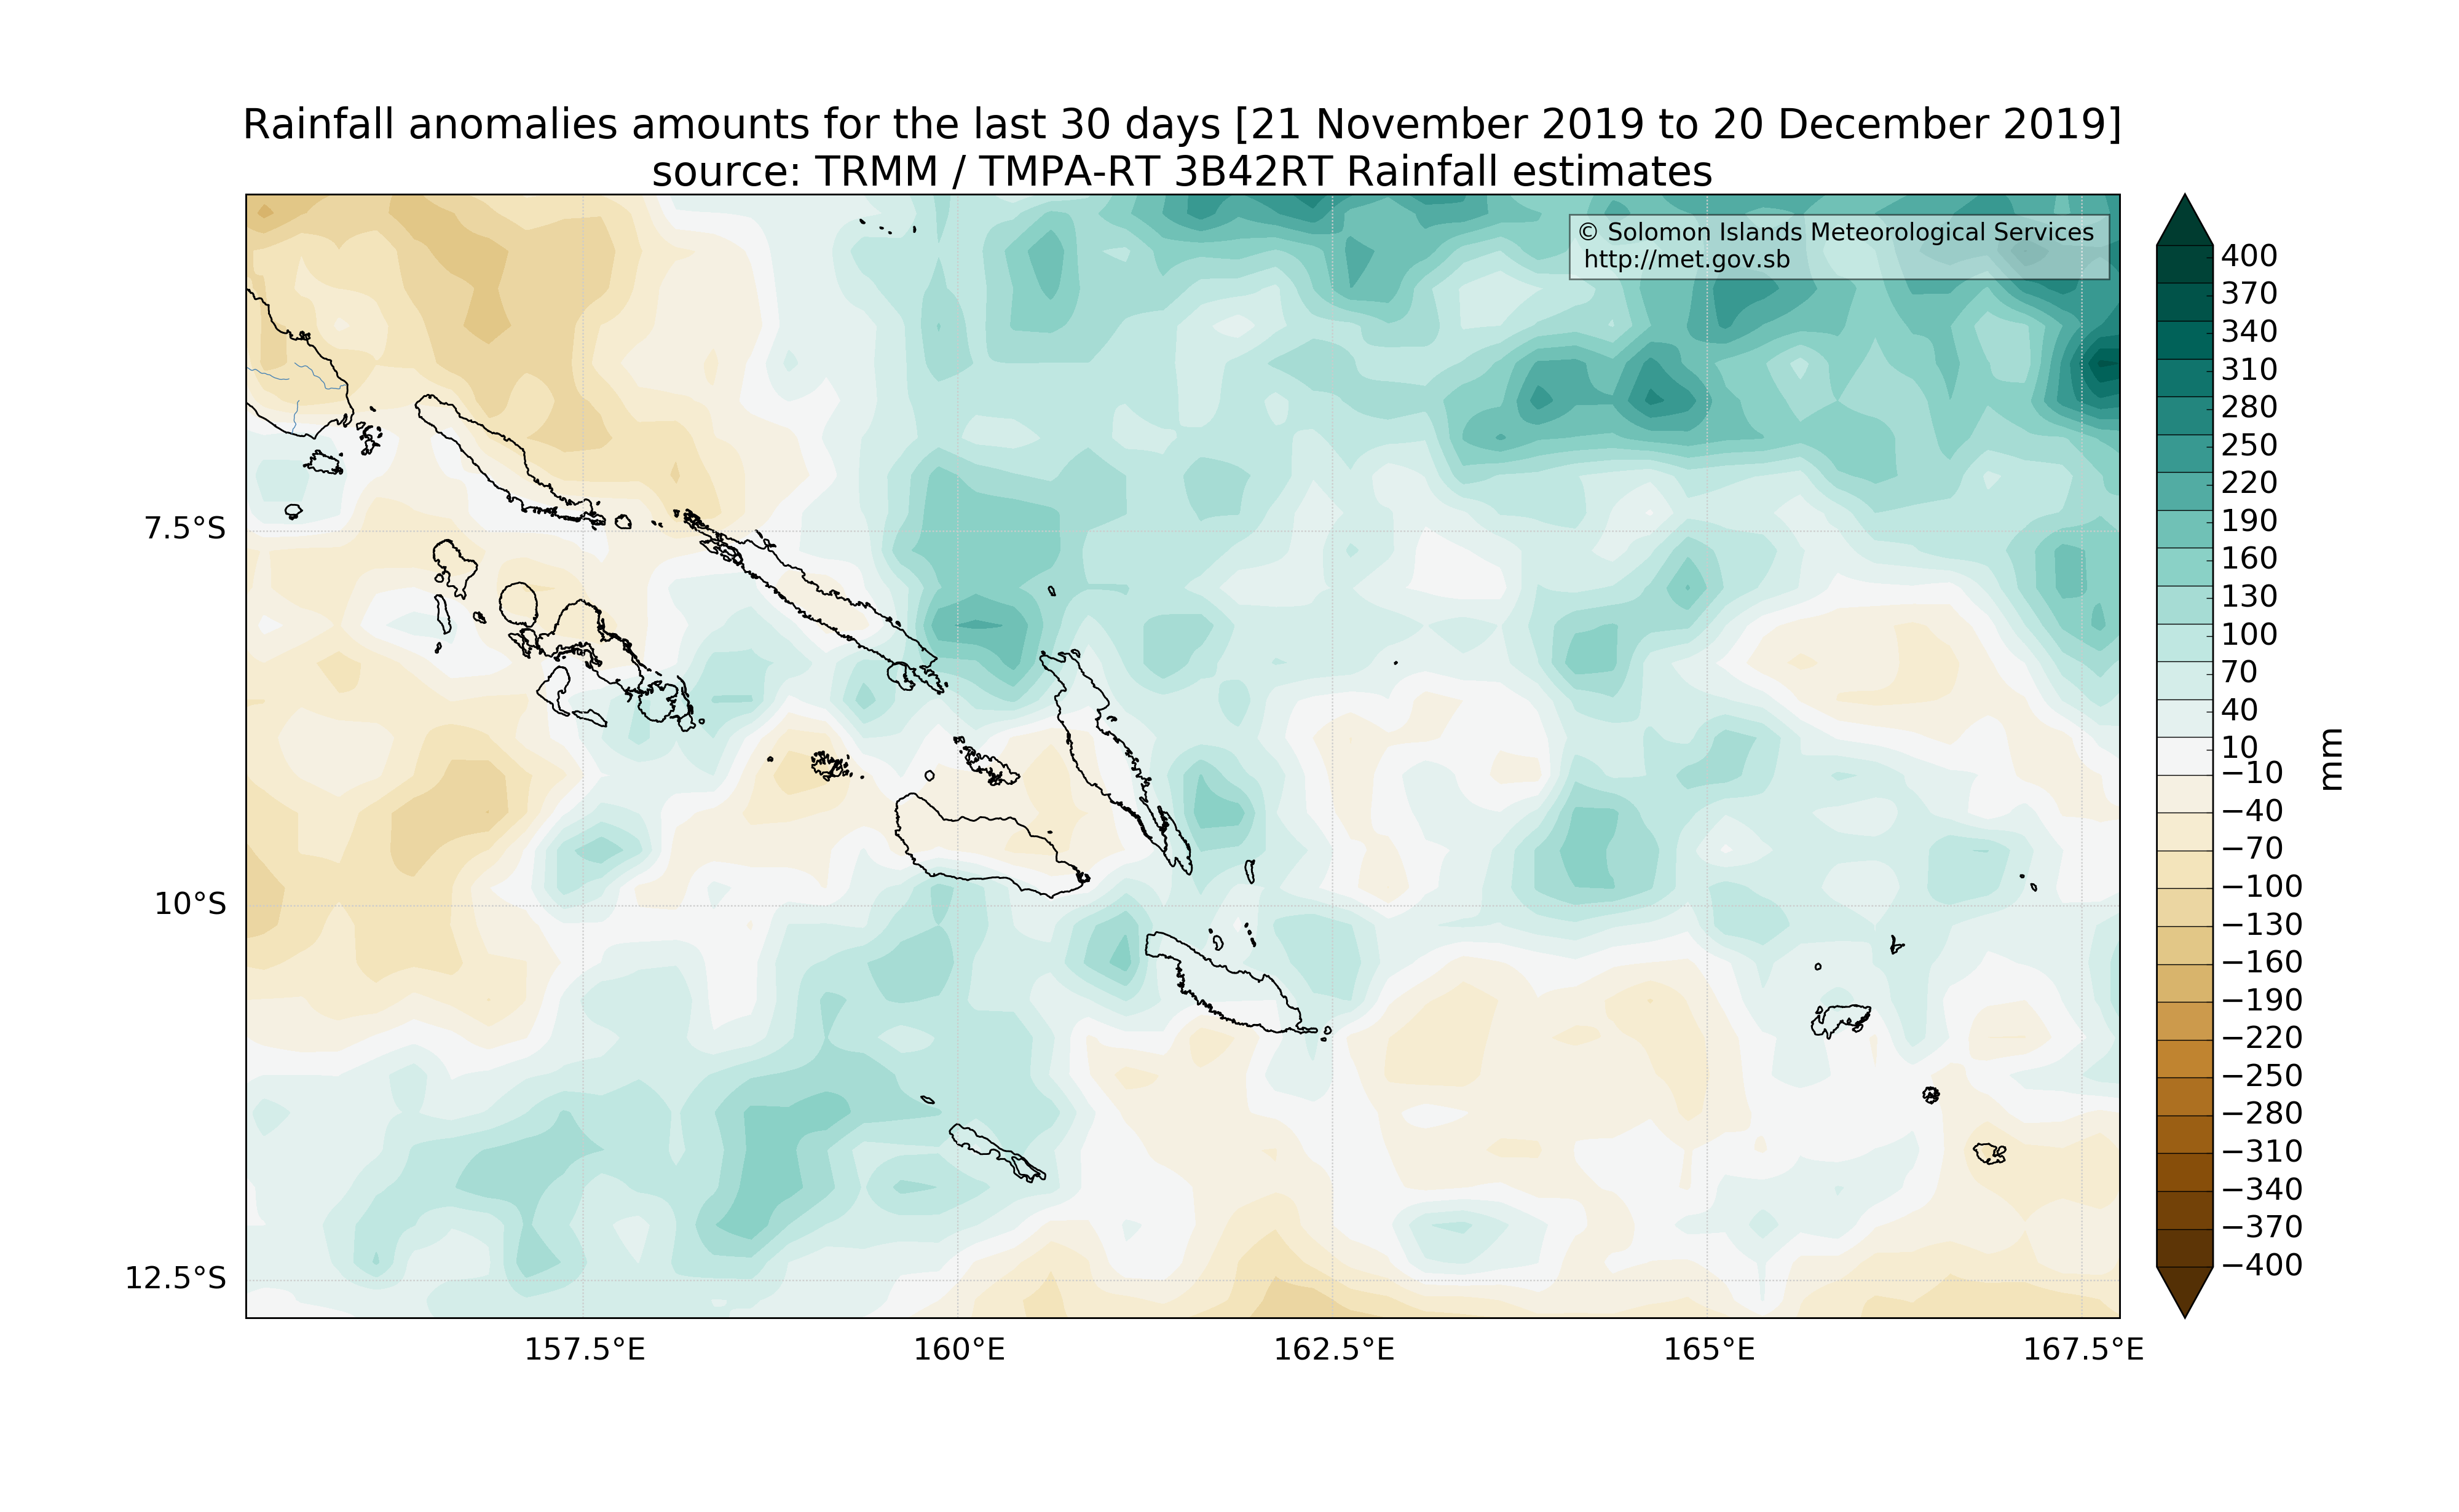 Rainfall anomalies amounts for the last 30 days [21 November 2019 to 20 December 2019]
source: TRMM / TMPA-RT 3B42RT Rainfall estimates
© Solomon Islands Meteorological Services
http://met.gov.sb
7.5°S
10°S
12.5°S
157.5°E
160°E
162.5°E
165°E
167.5°E
400
370
340
310
280
250
220
190
160
130
100
70
40
10
−10
−40
−70
−100
−130
−160
−190
−220
−250
−280
−310
−340
−370
−400
mm